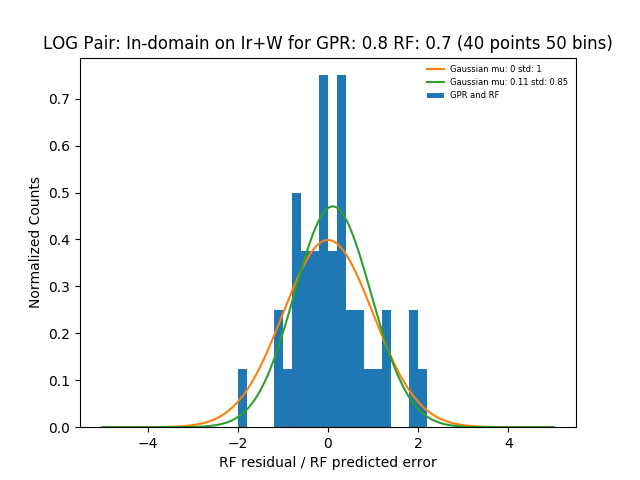 LOG Pair: In-domain on Ir+W for GPR: 0.8 RF: 0.7 (40 points 50 bins)
Gaussian mu: 0 std: 1
Gaussian mu: 0.11 std: 0.85
GPR and RF
Normalized Counts
0.7
0.6
0.5
0.4
0.3
0.2
0.1
0.0
−4 −2 0 2 4
RF residual / RF predicted error